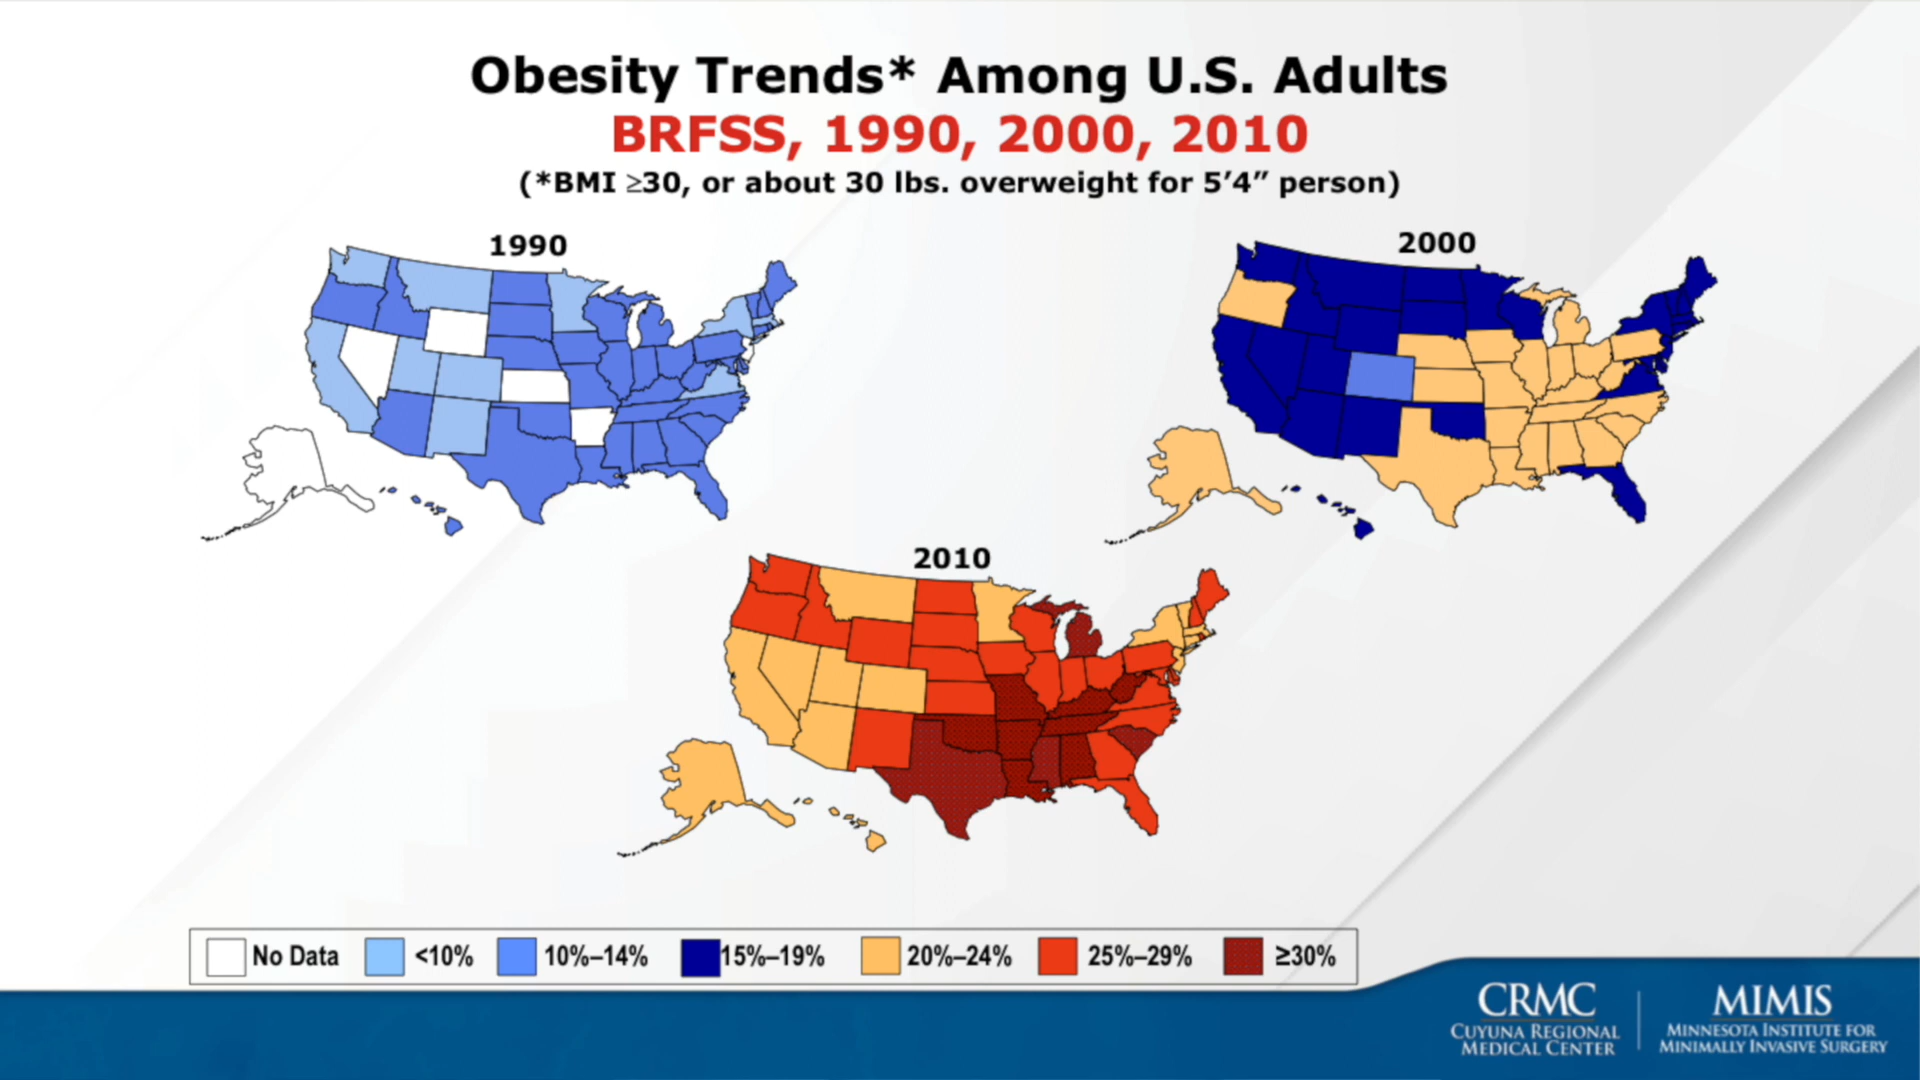 Obesity Trends* Among U.S. Adults
BRFSS, 1990, 2000, 2010
(*BMI ≥30, or about 30 lbs. overweight for 5’4” person)
1990
2000
2010
No Data <10% 10%–14% 15%–19% 20%–24% 25%–29% ≥30%
CRMC
CUYUNA REGIONAL
MEDICAL CENTER
MIMIS
MINNESOTA INSTITUTE FOR
MINIMALLY INVASIVE SURGERY